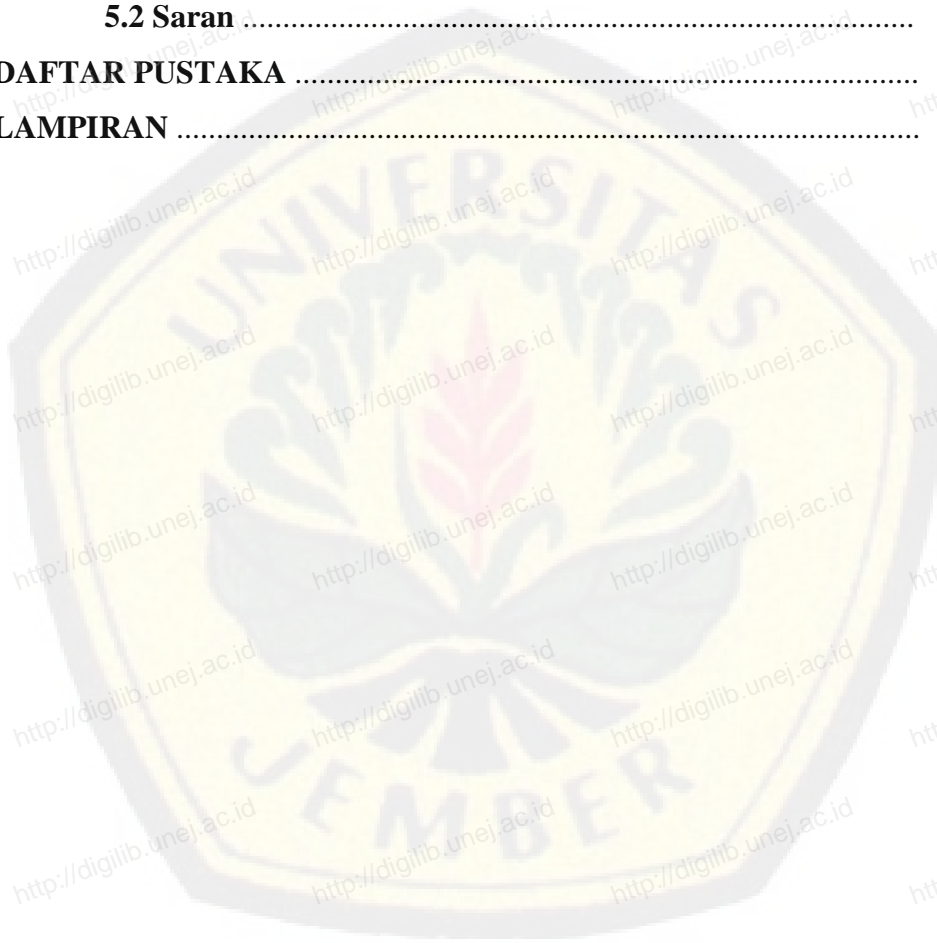 5.2 Saran ....................................................................................
DAFTAR PUSTAKA ..............................................................................
LAMPIRAN .............................................................................................
UNIVERSITAS
JEMBER
http://digilib.unej.ac.id